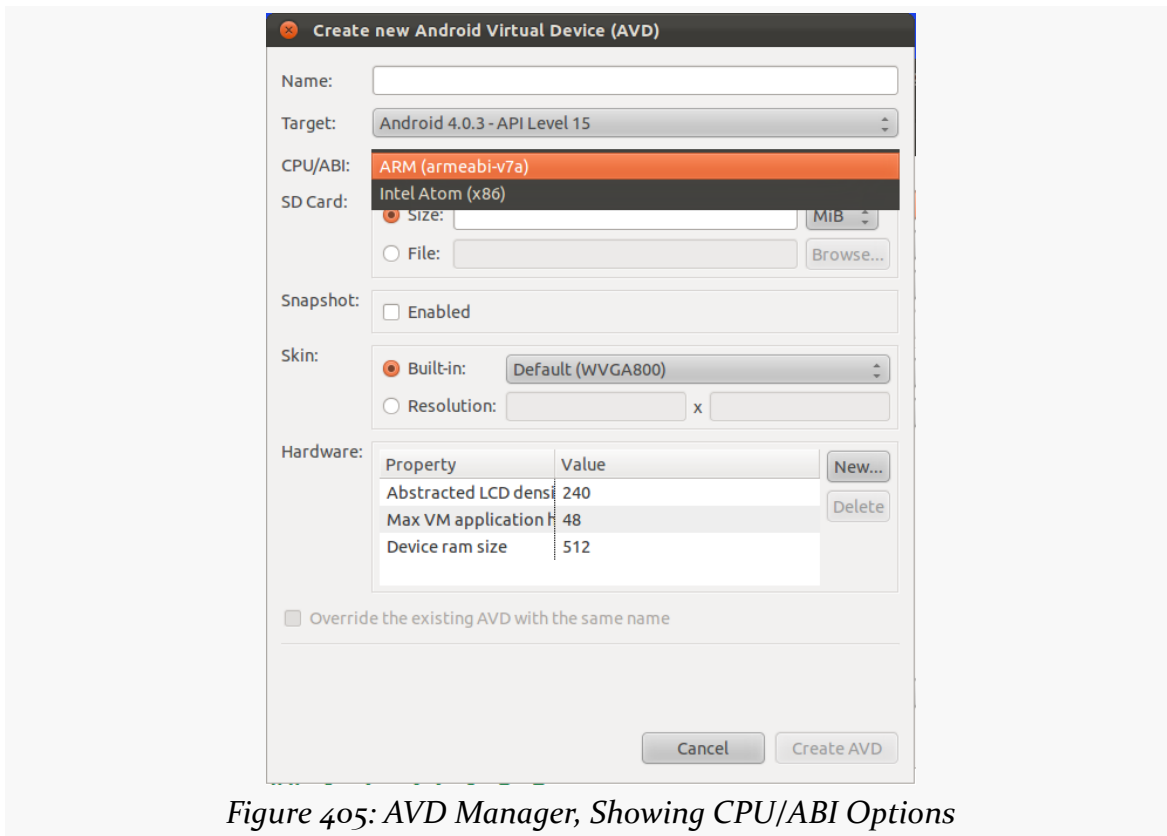 Create new Android Virtual Device (AVD)
Name:
Target: Android 4.0.3 - API Level 15
CPU/ABI: ARM (armeabi-v7a)
Intel Atom (x86)
SD Card:
Size: MiB
File: Browse...
Snapshot:
Enabled
Skin:
Built-in: Default (WVGA800)
Resolution: x
Hardware:
Property Value New...
Abstracted LCD densi 240
Delete
Max VM application h 48
Device ram size 512
Override the existing AVD with the same name
Cancel Create AVD
Figure 405: AVD Manager, Showing CPU/ABI Options